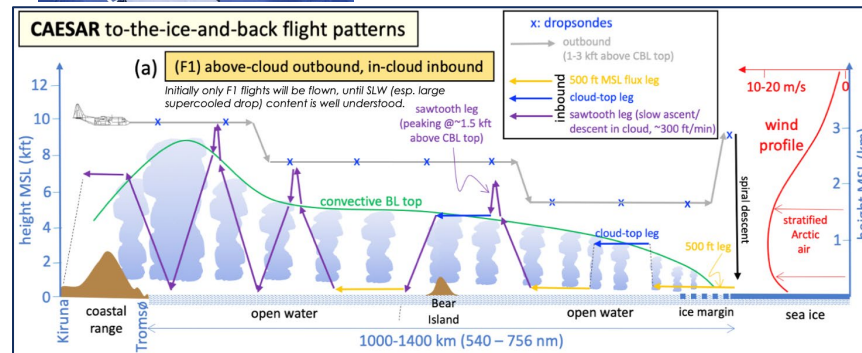 CAESAR to-the-ice-and-back flight patterns
(a)
(F1) above-cloud outbound, in-cloud inbound
Initially only F1 flights will be flown, until SLW (esp. large
supercooled drop) content is well understood.
x: dropsondes
outbound
(1-3 kft above CBL top)
inbound
500 ft MSL flux leg
cloud-top leg
sawtooth leg (slow ascent/
descent in cloud, ~300 ft/min)
height MSL (kft)
12
10
8
6
4
2
0
sawtooth leg
(peaking @~1.5 kft
above CBL top)
convective BL top
cloud-top leg
500 ft leg
spiral descent
10-20 m/s
0
wind
profile
stratified
Arctic
air
3
2
1
0
height MSL (km)
Kiruna
coastal
range
Tromsø
open water
Bear
Island
open water
ice margin
sea ice
1000-1400 km (540 – 756 nm)